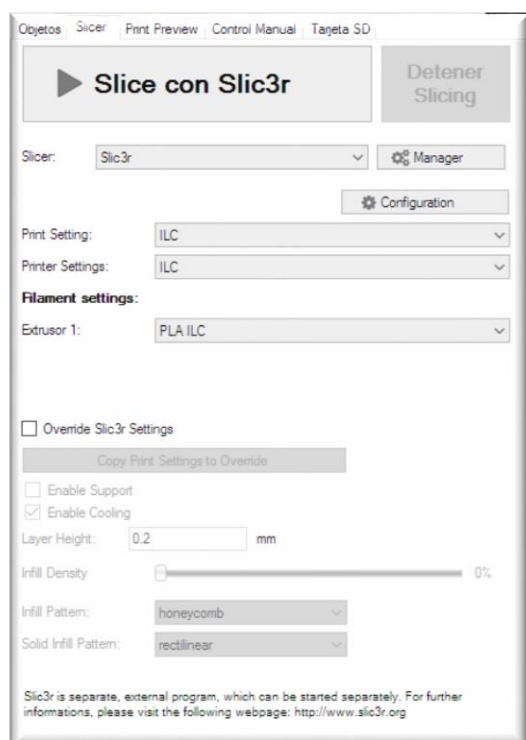 Objetos Slicer Print Preview Control Manual Tarjeta SD
Slice con Slic3r
Detener
Slicing
Slicer: Slic3r Manager
Configuration
Print Setting: ILC
Printer Settings: ILC
Filament settings:
Extrusor 1: PLA ILC
Override Slic3r Settings
Copy Print Settings to Override
Enable Support
Enable Cooling
Layer Height: 0.2 mm
Infill Density 0%
Infill Pattern: honeycomb
Solid Infill Pattern: rectilinear
Slic3r is separate, external program, which can be started separately. For further
informations, please visit the following webpage: http://www.slic3r.org